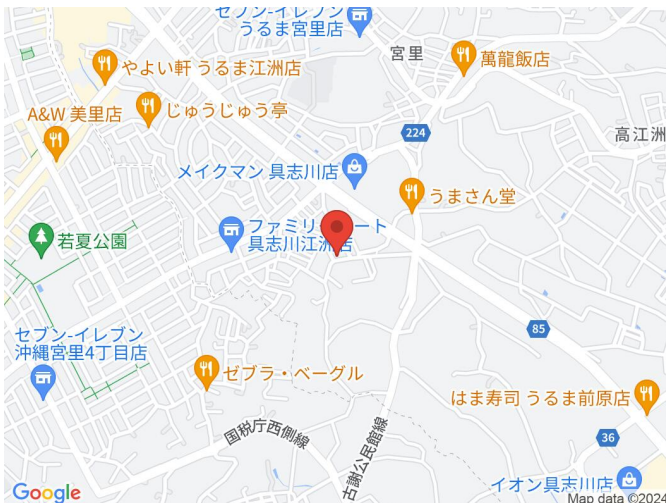 セブン-イレブン
うるま宮里店
宮里
萬龍飯店
やよい軒 うるま江洲店
A&W 美里店
じゅうじゅう亭
224
高江洲
メイクマン 具志川店
うまさん堂
若夏公園
ファミリ
ート
具志川江洲
店
85
セブン-イレブン
沖縄宮里4丁目店
ゼブラ・ベーグル
はま寿司 うるま前原店
国税庁西側線
古謝公民館線
36
イオン具志川店
Google
Map data ©2024